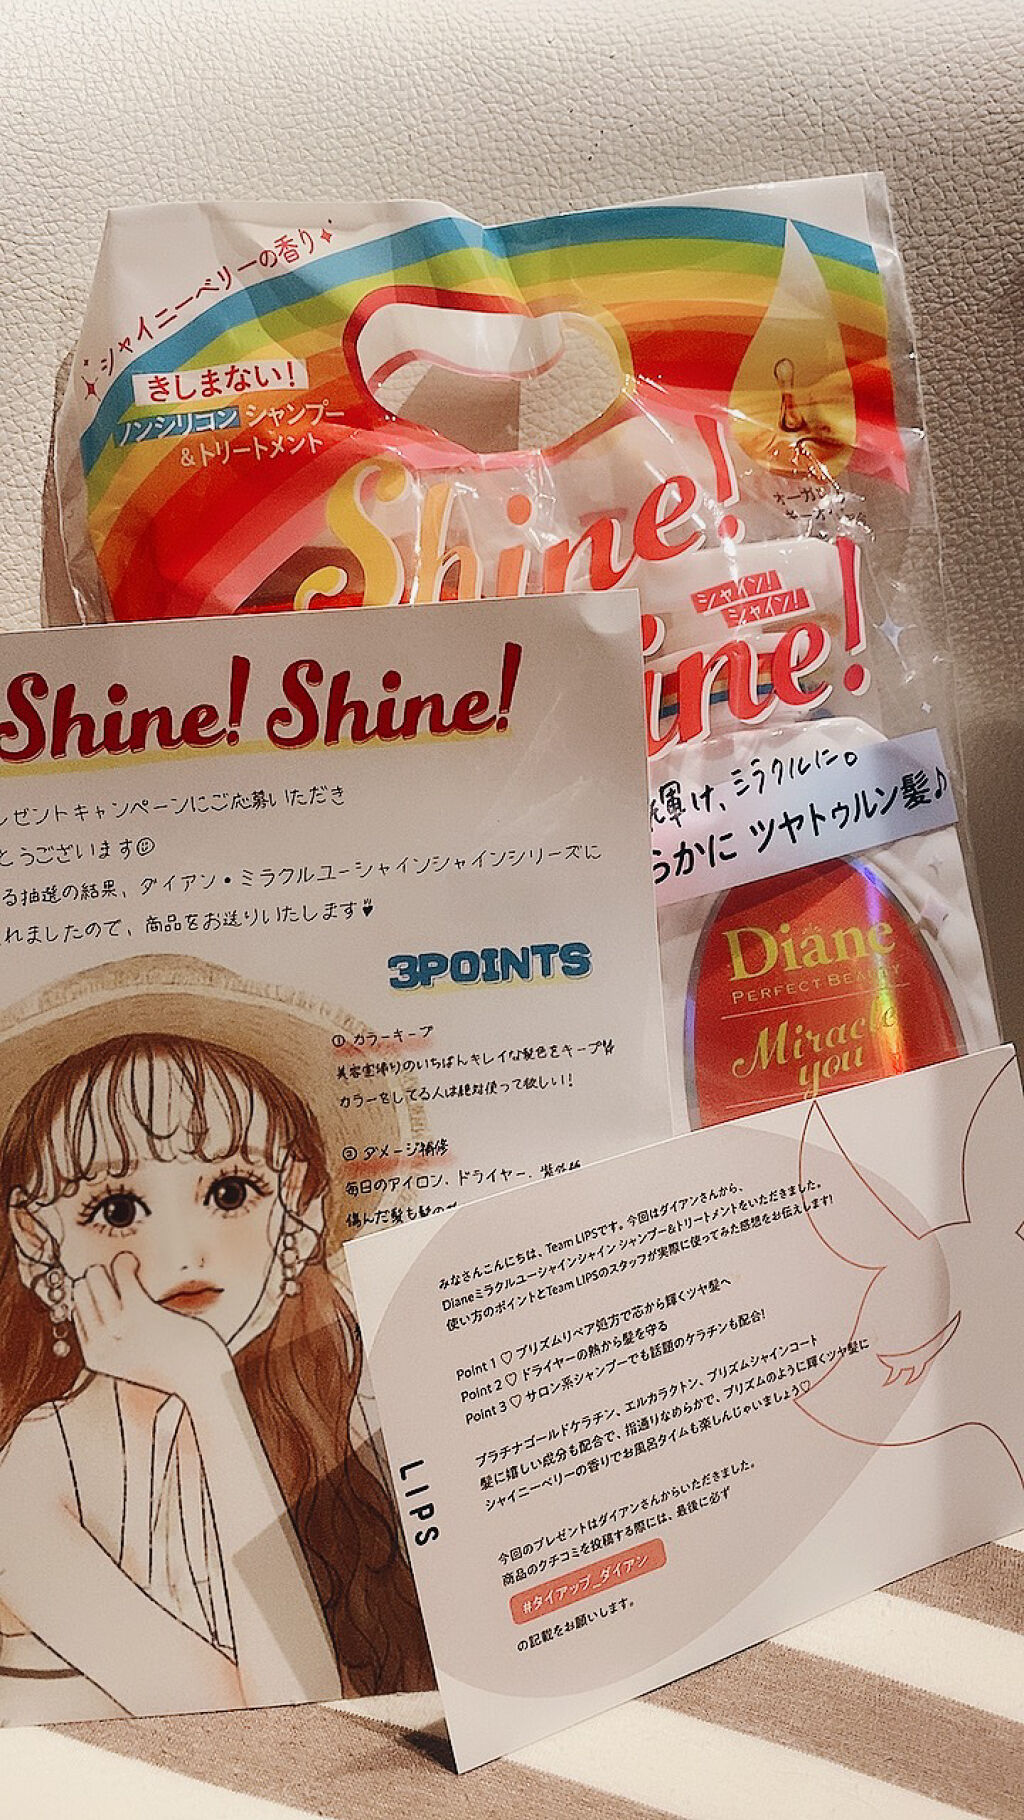 シャイニーベリーの香り
きしまない!
ノンシリコン シャンプー
&トリートメント
Shine!
シャイン!
シャイン!
輝け、ミラクルに。
らかに ツヤトゥルン髪♪
Diane
PERFECT BEAUTY
Miracle
you
Shine! Shine!
レゼントキャンペーンにご応募いただき
とうございます☺
る抽選の結果、ダイアン・ミラクルユーシャインシャインシリーズに
れましたので、商品をお送りいたします♥
3POINTS
① カラーキープ
美容室帰りのいちばんキレイな髪色をキープ
カラーをしてる人は絶対使って欲しい!
② ダメージ補修
毎日のアイロン、ドライヤー、紫外線
傷んだ髪も髪の
みなさんこんにちは、Team LIPSです。今回はダイアンさんから、
Dianeミラクルユーシャインシャイン シャンプー&トリートメントをいただきました。
使い方のポイントとTeam LIPSのスタッフが実際に使ってみた感想をお伝えします!
Point 1 ♡ プリズムリペア処方で芯から輝くツヤ髪へ
Point 2 ♡ ドライヤーの熱から髪を守る
Point 3 ♡ サロン系シャンプーでも話題のケラチンも配合!
プラチナゴールドケラチン、エルカラクトン、プリズムシャインコート
髪に嬉しい成分も配合で、指通りなめらかで、プリズムのように輝くツヤ髪に
シャイニーベリーの香りでお風呂タイムも楽しんじゃいましょう♡
今回のプレゼントはダイアンさんからいただきました。
商品のクチコミを投稿する際には、最後に必ず
#タイアップ_ダイアン
の記載をお願いします。
LIPS